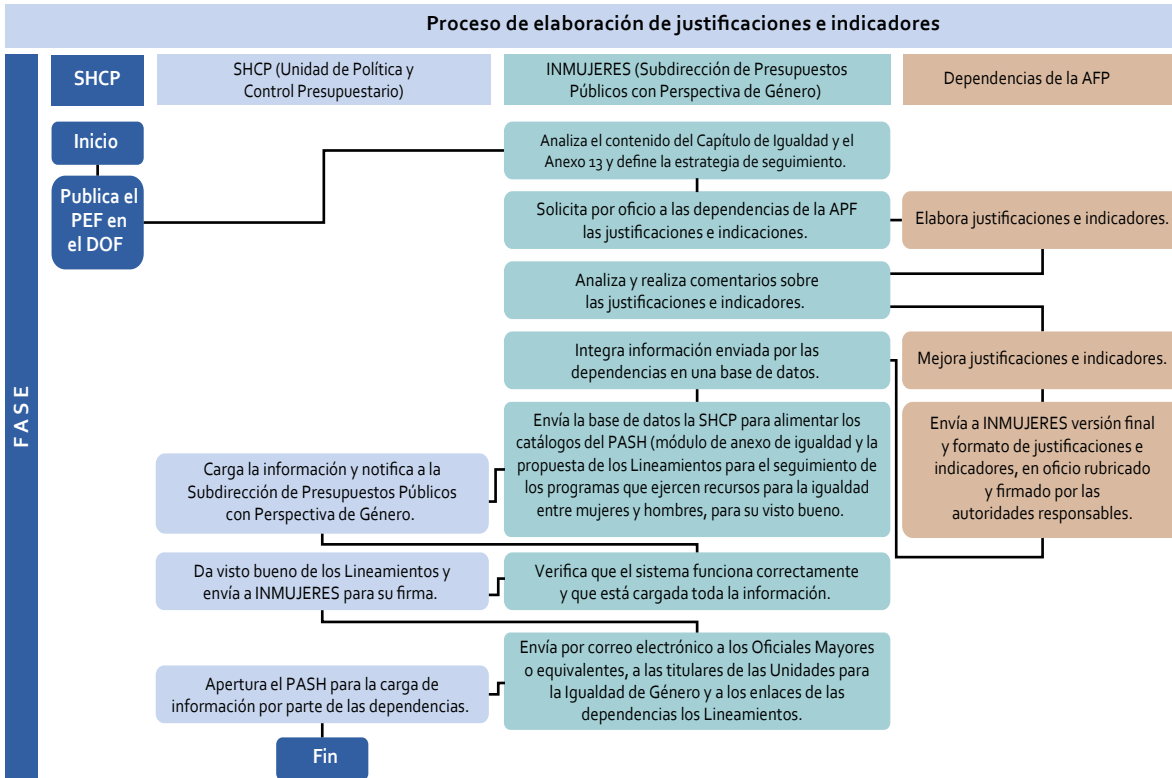 Proceso de elaboración de justificaciones e indicadores
FASE
SHCP
SHCP (Unidad de Política y
Control Presupuestario)
INMUJERES (Subdirección de Presupuestos
Públicos con Perspectiva de Género)
Dependencias de la AFP
Inicio
Publica el
PEF en
el DOF
Analiza el contenido del Capítulo de Igualdad y el
Anexo 13 y define la estrategia de seguimiento.
Solicita por oficio a las dependencias de la APF
las justificaciones e indicaciones.
Elabora justificaciones e indicadores.
Analiza y realiza comentarios sobre
las justificaciones e indicadores.
Integra información enviada por las
dependencias en una base de datos.
Mejora justificaciones e indicadores.
Envía la base de datos la SHCP para alimentar los
catálogos del PASH (módulo de anexo de igualdad y la
propuesta de los Lineamientos para el seguimiento de
los programas que ejercen recursos para la igualdad
entre mujeres y hombres, para su visto bueno.
Envía a INMUJERES versión final
y formato de justificaciones e
indicadores, en oficio rubricado
y firmado por las
autoridades responsables.
Carga la información y notifica a la
Subdirección de Presupuestos Públicos
con Perspectiva de Género.
Da visto bueno de los Lineamientos y
envía a INMUJERES para su firma.
Verifica que el sistema funciona correctamente
y que está cargada toda la información.
Envía por correo electrónico a los Oficiales Mayores
o equivalentes, a las titulares de las Unidades para
la Igualdad de Género y a los enlaces de las
dependencias los Lineamientos.
Apertura el PASH para la carga de
información por parte de las dependencias.
Fin